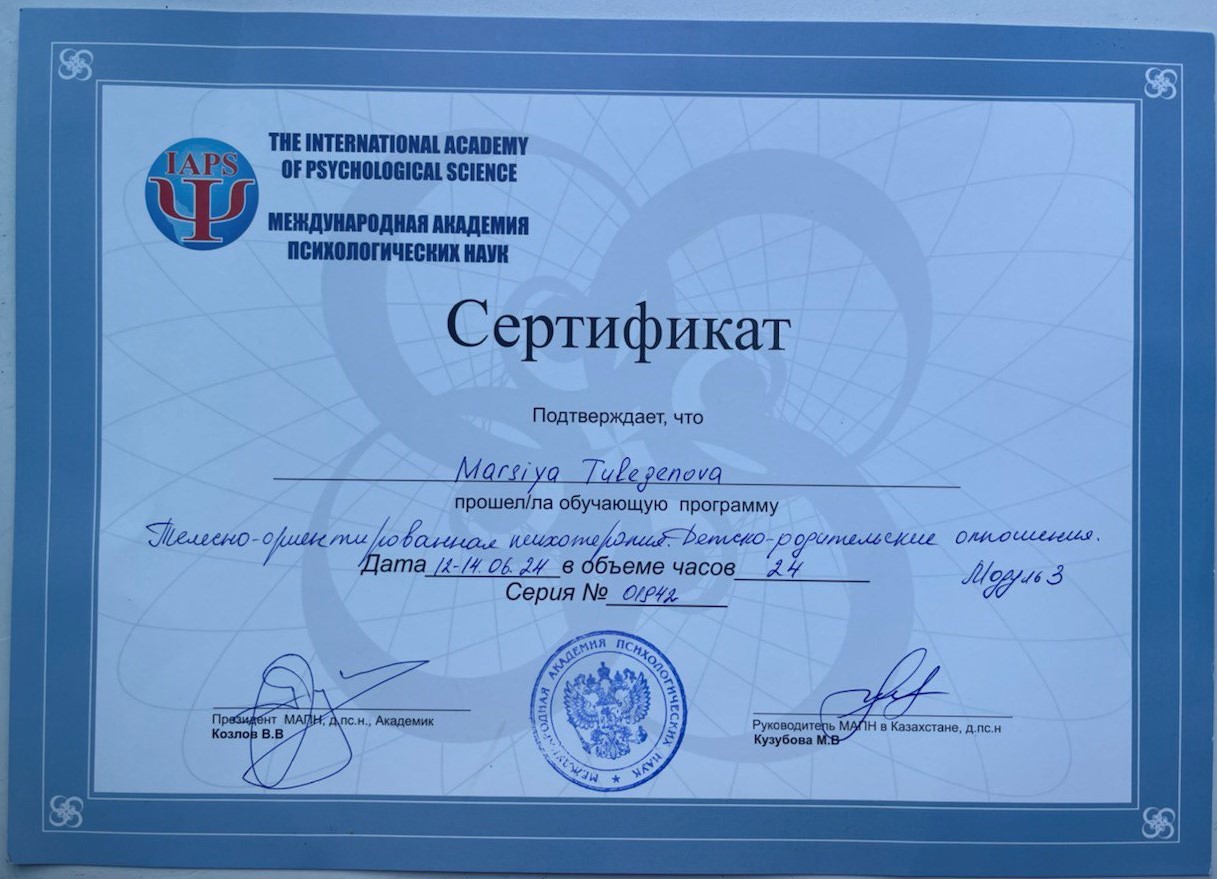 IAPS
THE INTERNATIONAL ACADEMY
OF PSYCHOLOGICAL SCIENCE
МЕЖДУНАРОДНАЯ АКАДЕМИЯ
ПСИХОЛОГИЧЕСКИХ НАУК
Сертификат
Подтверждает, что
Marsiya Tulegenova
прошел/ла обучающую программу
Телесно-ориентированная психотерапия. Детско-родительские отношения.
Дата 12-14.06.24 в объеме часов 24 Модуль 3
Серия № 01942
Президент МАПН, д.пс.н., Академик
Козлов В.В
МЕЖДУНАРОДНАЯ АКАДЕМИЯ ПСИХОЛОГИЧЕСКИХ НАУК
Руководитель МАПН в Казахстане, д.пс.н
Кузубова М.В